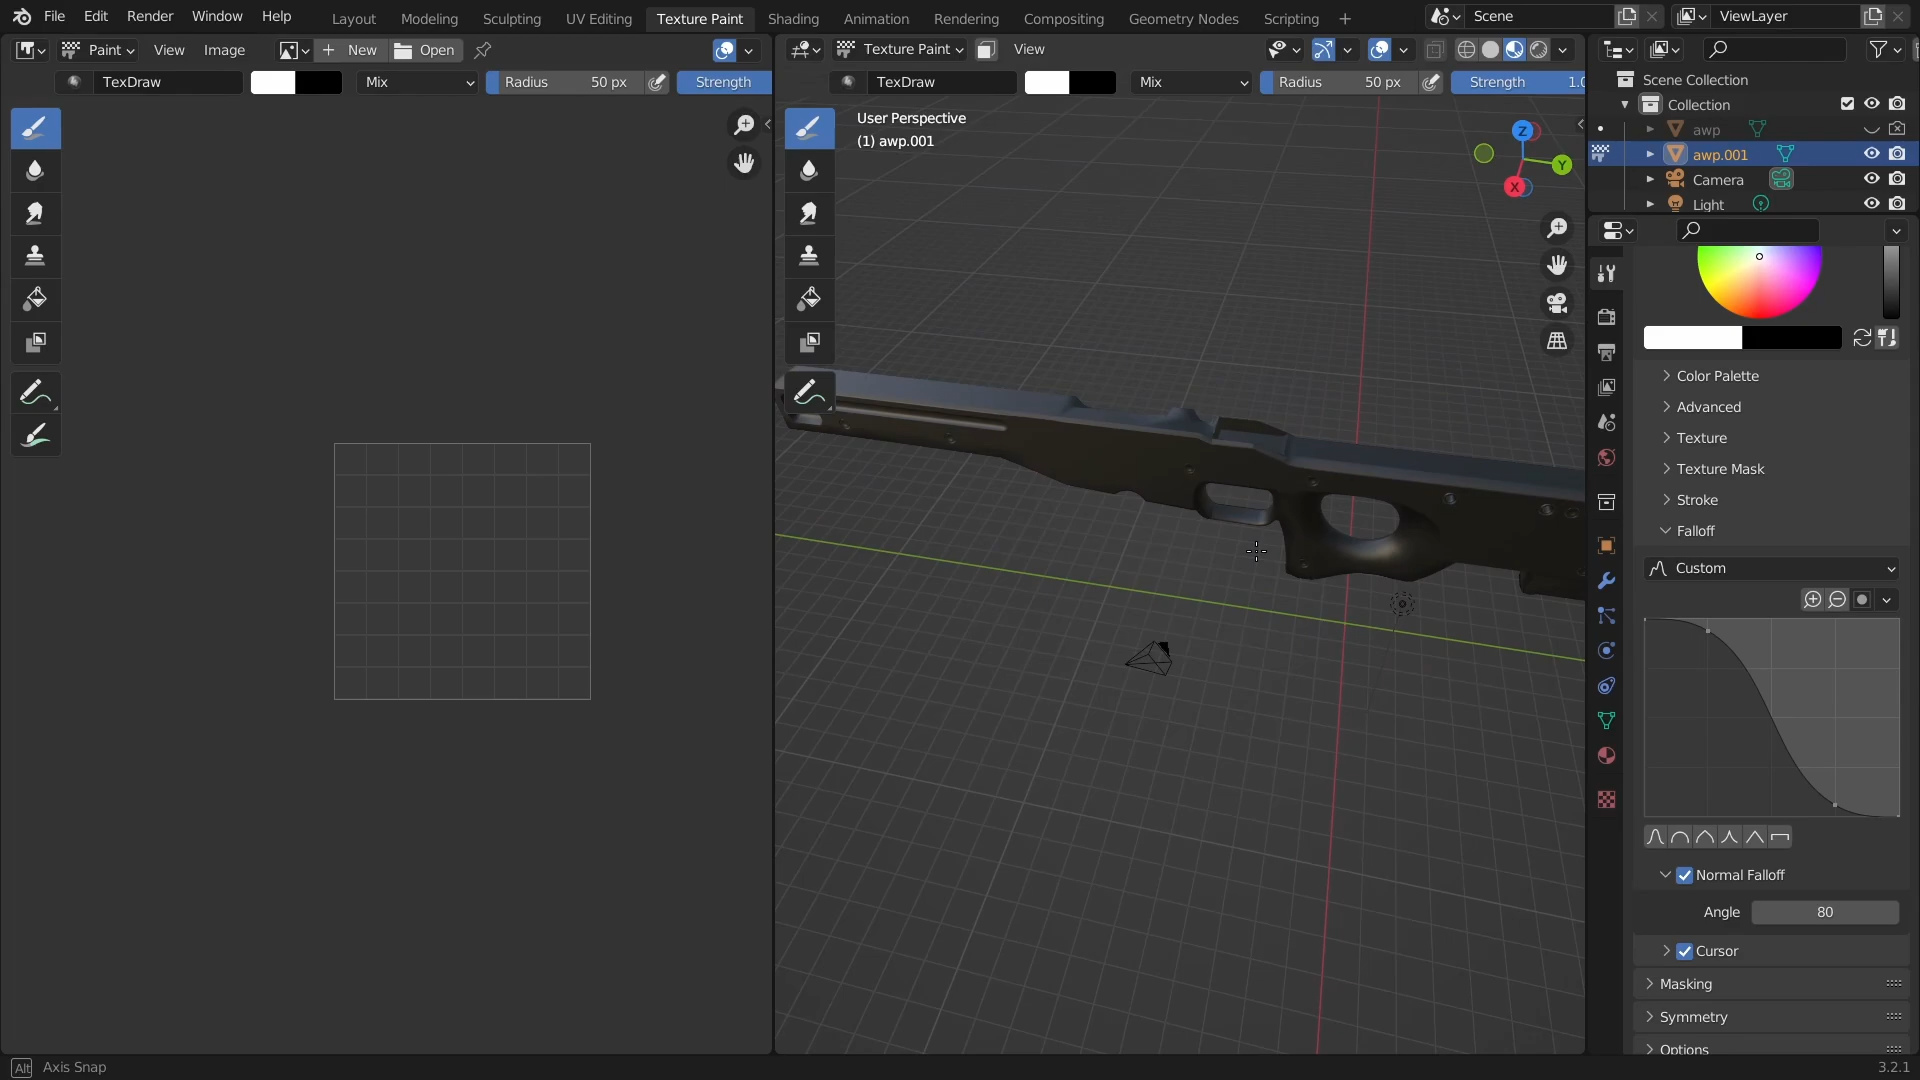 File Edit Render Window Help Layout Modeling Sculpting UV Editing Texture Paint Shading Animation Rendering Compositing Geometry Nodes Scripting + Scene ViewLayer
Paint View Image New Open
TexDraw Mix Radius 50 px Strength
Texture Paint View
TexDraw Mix Radius 50 px Strength 1.0
User Perspective
(1) awp.001
Z
Y
X
Scene Collection
Collection
awp
awp.001
Camera
Light
Color Palette
Advanced
Texture
Texture Mask
Stroke
Falloff
Custom
Normal Falloff
Angle 80
Cursor
Masking
Symmetry
Options
Alt Axis Snap
3.2.1